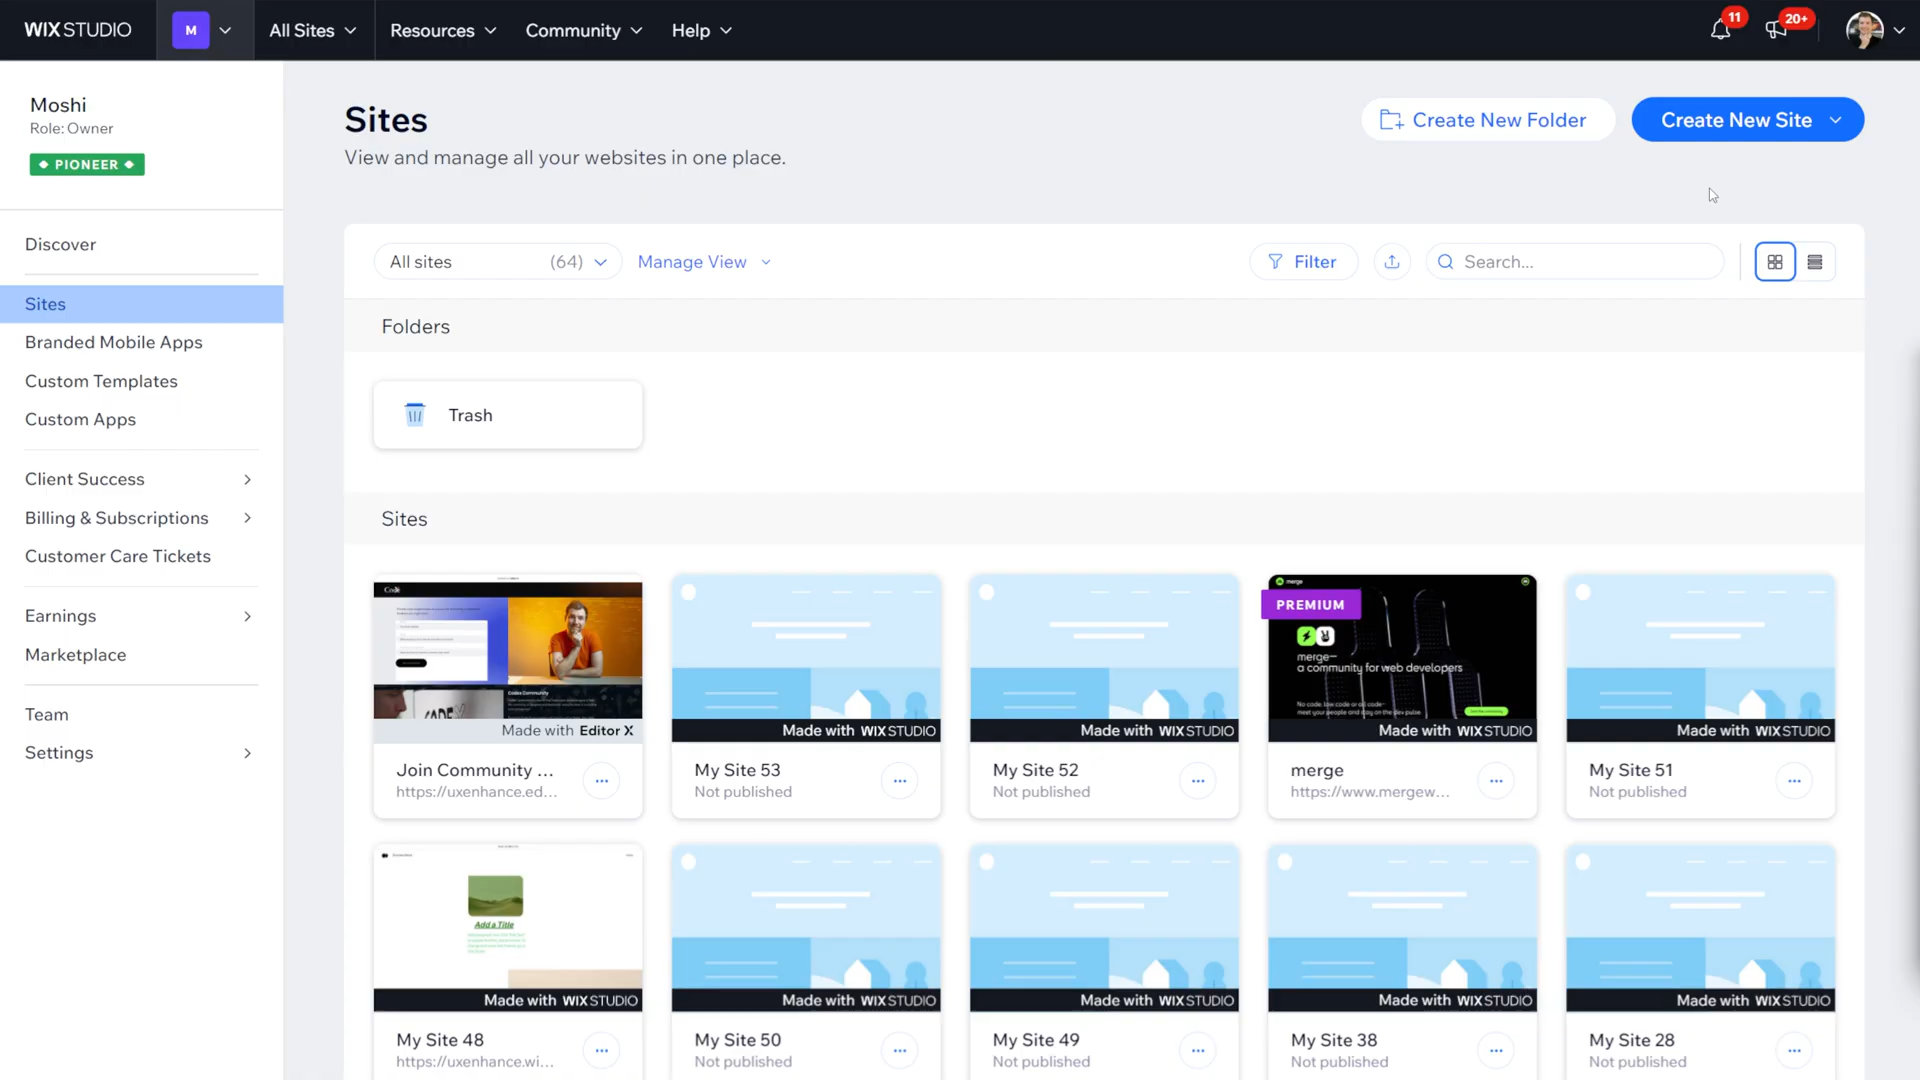 WIX STUDIO
M
All Sites
Resources
Community
Help
11
20+
Moshi
Role: Owner
PIONEER
Discover
Sites
Branded Mobile Apps
Custom Templates
Custom Apps
Client Success
Billing & Subscriptions
Customer Care Tickets
Earnings
Marketplace
Team
Settings
Sites
View and manage all your websites in one place.
Create New Folder
Create New Site
All sites (64)
Manage View
Filter
Search...
Folders
Trash
Sites
Made with Editor X
Join Community ...
https://uxenhance.ed...
Made with WIX STUDIO
My Site 53
Not published
Made with WIX STUDIO
My Site 52
Not published
merge
PREMIUM
merge—
a community for web developers
No code, low code or all code—
meet your people and stay on the dev pulse
Made with WIX STUDIO
merge
https://www.mergew...
Made with WIX STUDIO
My Site 51
Not published
Add a Title
Made with WIX STUDIO
My Site 48
https://uxenhance.wi...
Made with WIX STUDIO
My Site 50
Not published
Made with WIX STUDIO
My Site 49
Not published
Made with WIX STUDIO
My Site 38
Not published
Made with WIX STUDIO
My Site 28
Not published